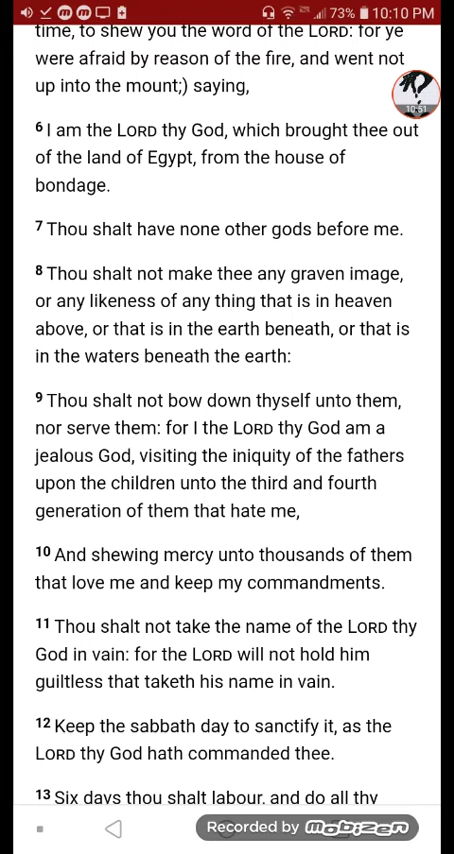 73% 10:10 PM
time, to shew you the word of the LORD: for ye
were afraid by reason of the fire, and went not
up into the mount;) saying,
10:51
6 I am the LORD thy God, which brought thee out
of the land of Egypt, from the house of
bondage.
7 Thou shalt have none other gods before me.
8 Thou shalt not make thee any graven image,
or any likeness of any thing that is in heaven
above, or that is in the earth beneath, or that is
in the waters beneath the earth:
9 Thou shalt not bow down thyself unto them,
nor serve them: for I the LORD thy God am a
jealous God, visiting the iniquity of the fathers
upon the children unto the third and fourth
generation of them that hate me,
10 And shewing mercy unto thousands of them
that love me and keep my commandments.
11 Thou shalt not take the name of the LORD thy
God in vain: for the LORD will not hold him
guiltless that taketh his name in vain.
12 Keep the sabbath day to sanctify it, as the
LORD thy God hath commanded thee.
13 Six days thou shalt labour, and do all thy
Recorded by mobizen